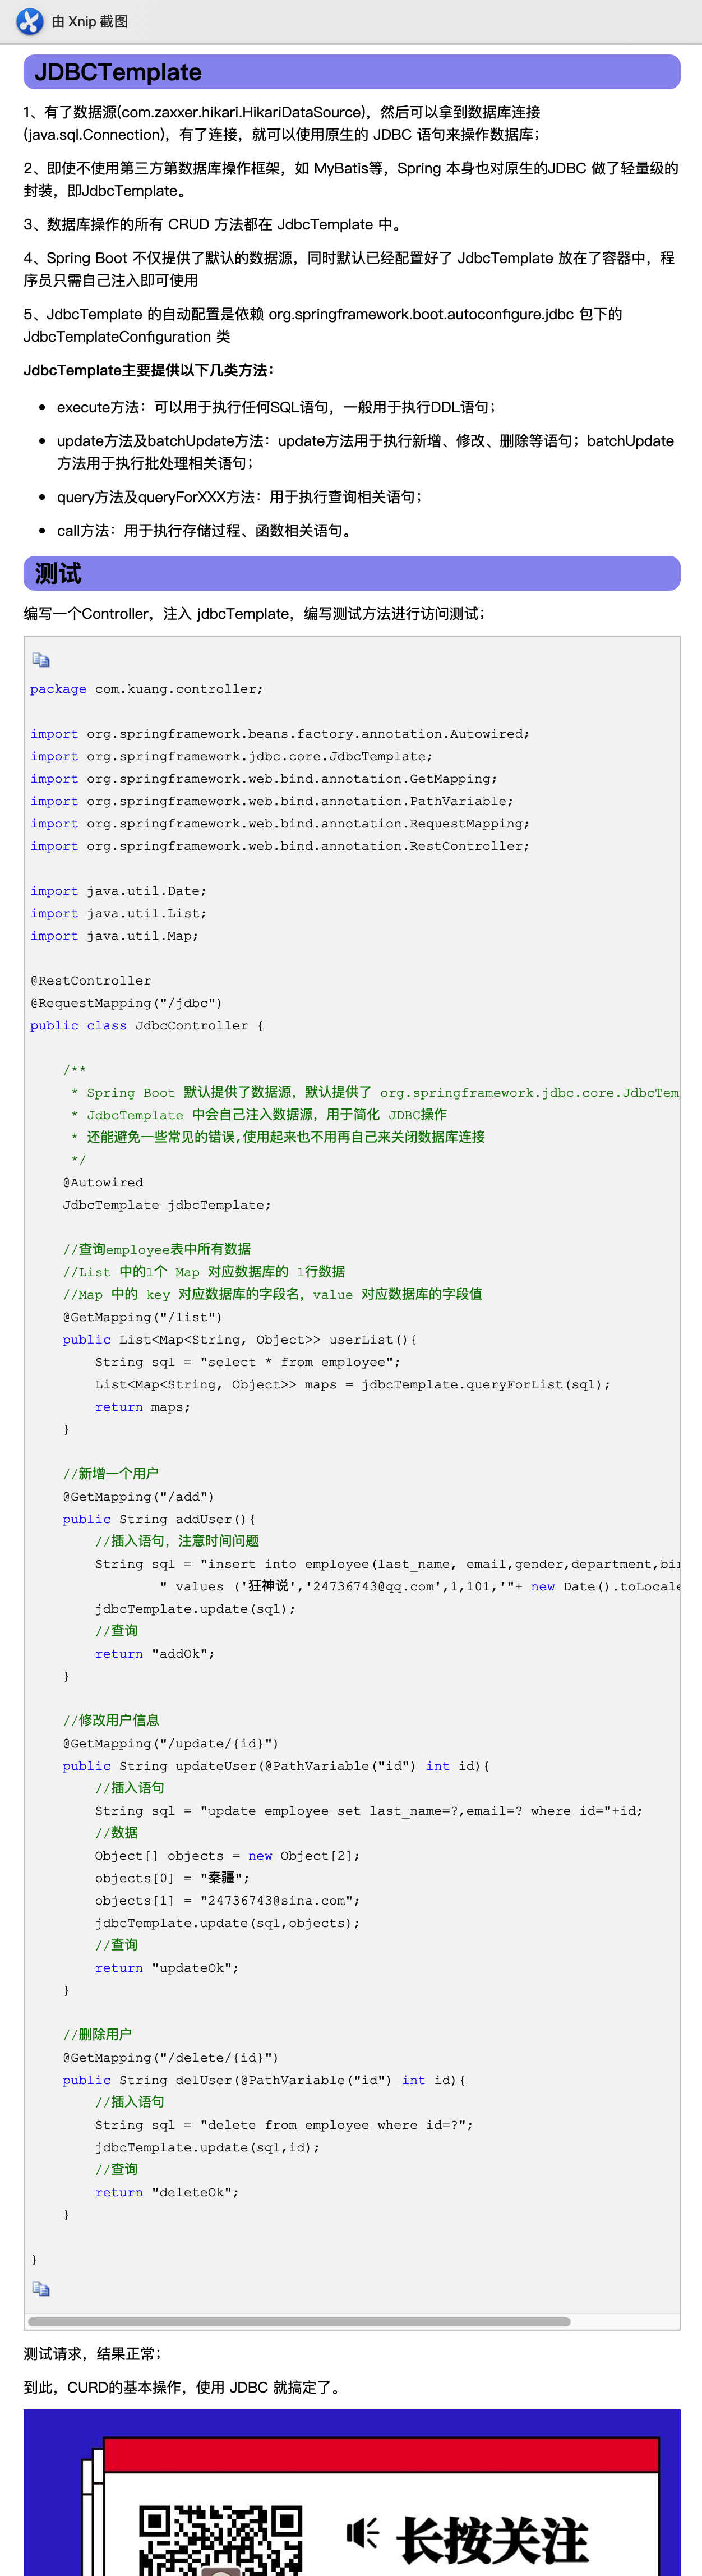 由 Xnip 截图
JDBCTemplate
1、有了数据源(com.zaxxer.hikari.HikariDataSource)，然后可以拿到数据库连接
(java.sql.Connection)，有了连接，就可以使用原生的 JDBC 语句来操作数据库；
2、即使不使用第三方第数据库操作框架，如 MyBatis等，Spring 本身也对原生的JDBC 做了轻量级的
封装，即JdbcTemplate。
3、数据库操作的所有 CRUD 方法都在 JdbcTemplate 中。
4、Spring Boot 不仅提供了默认的数据源，同时默认已经配置好了 JdbcTemplate 放在了容器中，程
序员只需自己注入即可使用
5、JdbcTemplate 的自动配置是依赖 org.springframework.boot.autoconfigure.jdbc 包下的
JdbcTemplateConfiguration 类
JdbcTemplate主要提供以下几类方法：
execute方法：可以用于执行任何SQL语句，一般用于执行DDL语句；
update方法及batchUpdate方法：update方法用于执行新增、修改、删除等语句；batchUpdate
方法用于执行批处理相关语句；
query方法及queryForXXX方法：用于执行查询相关语句；
call方法：用于执行存储过程、函数相关语句。
测试
编写一个Controller，注入 jdbcTemplate，编写测试方法进行访问测试；
package com.kuang.controller;
import org.springframework.beans.factory.annotation.Autowired;
import org.springframework.jdbc.core.JdbcTemplate;
import org.springframework.web.bind.annotation.GetMapping;
import org.springframework.web.bind.annotation.PathVariable;
import org.springframework.web.bind.annotation.RequestMapping;
import org.springframework.web.bind.annotation.RestController;
import java.util.Date;
import java.util.List;
import java.util.Map;
@RestController
@RequestMapping("/jdbc")
public class JdbcController {
/**
* Spring Boot 默认提供了数据源，默认提供了 org.springframework.jdbc.core.JdbcTem
* JdbcTemplate 中会自己注入数据源，用于简化 JDBC操作
* 还能避免一些常见的错误,使用起来也不用再自己来关闭数据库连接
*/
@Autowired
JdbcTemplate jdbcTemplate;
//查询employee表中所有数据
//List 中的1个 Map 对应数据库的 1行数据
//Map 中的 key 对应数据库的字段名，value 对应数据库的字段值
@GetMapping("/list")
public List<Map<String, Object>> userList(){
String sql = "select * from employee";
List<Map<String, Object>> maps = jdbcTemplate.queryForList(sql);
return maps;
}
//新增一个用户
@GetMapping("/add")
public String addUser(){
//插入语句，注意时间问题
String sql = "insert into employee(last_name, email,gender,department,bir
" values ('狂神说','24736743@qq.com',1,101,'"+ new Date().toLocale
jdbcTemplate.update(sql);
//查询
return "addOk";
}
//修改用户信息
@GetMapping("/update/{id}")
public String updateUser(@PathVariable("id") int id){
//插入语句
String sql = "update employee set last_name=?,email=? where id="+id;
//数据
Object[] objects = new Object[2];
objects[0] = "秦疆";
objects[1] = "24736743@sina.com";
jdbcTemplate.update(sql,objects);
//查询
return "updateOk";
}
//删除用户
@GetMapping("/delete/{id}")
public String delUser(@PathVariable("id") int id){
//插入语句
String sql = "delete from employee where id=?";
jdbcTemplate.update(sql,id);
//查询
return "deleteOk";
}
}
测试请求，结果正常；
到此，CURD的基本操作，使用 JDBC 就搞定了。
长按关注